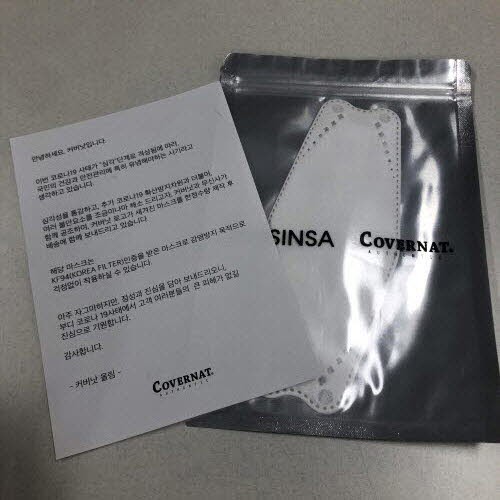 안녕하세요. 커버낫입니다.
이번 코로나19 사태가 "심각"단계로 격상됨에 따라,
국민의 건강과 안전관리에 특히 유념해야하는 시기라고
생각하고 있습니다.
심각성을 통감하고, 추가 코로나19 확산방지차원과 더불어,
여러 불안요소를 조금이나마 해소 드리고자, 커버낫과 무신사가
함께 공조하며, 커버낫 로고가 새겨진 마스크를 한정수량 제작 후
배송에 함께 보내드리고 있습니다.
해당 마스크는
KF94(KOREA FILTER)인증을 받은 마스크로 감염방지 목적으로
걱정없이 착용하실 수 있습니다.
아주 자그마하지만, 정성과 진심을 담아 보내드리오니,
부디 코로나 19사태에서 고객 여러분들의 큰 피해가 없길
진심으로 기원합니다.
감사합니다.
- 커버낫 올림 -
COVERNAT
AUTHENTIC
SINSA
COVERNAT
AUTHENTIC